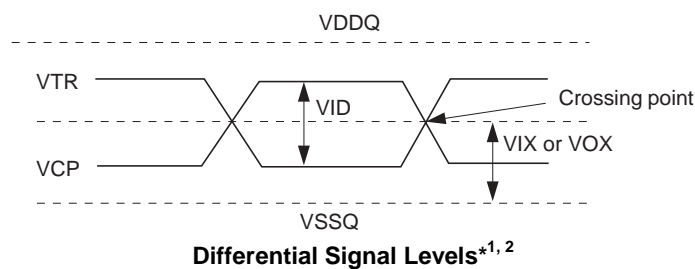 VDDQ
VTR
VID
Crossing point
VIX or VOX
VCP
VSSQ
Differential Signal Levels*1, 2